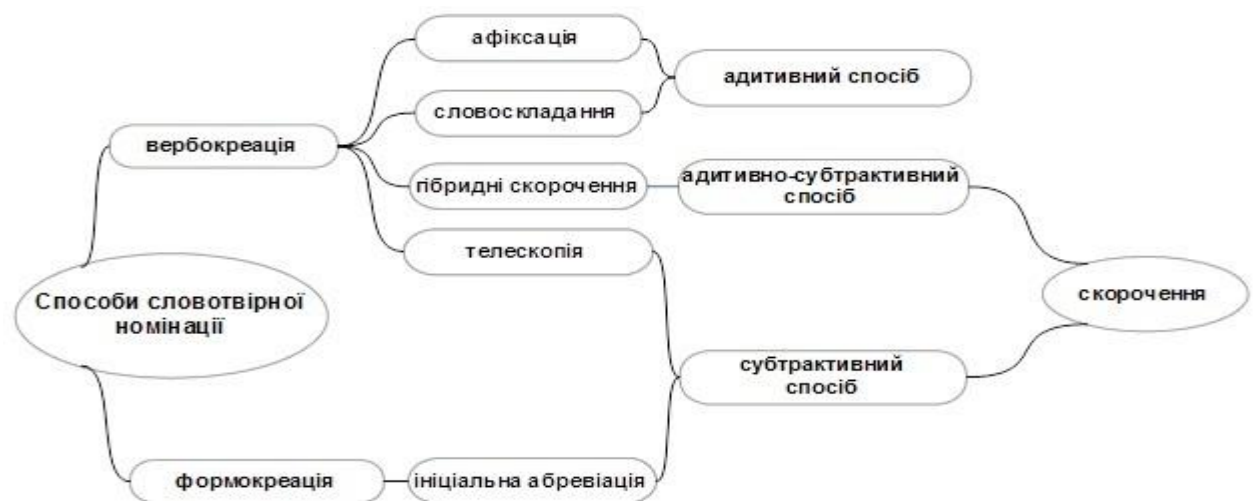 афіксація
адитивний спосіб
словоскладання
вербокреація
гібридні скорочення
адитивно-субтрактивний
спосіб
телескопія
Способи словотвірної
номінації
скорочення
субтрактивний
спосіб
формокреація
ініціальна абревіація